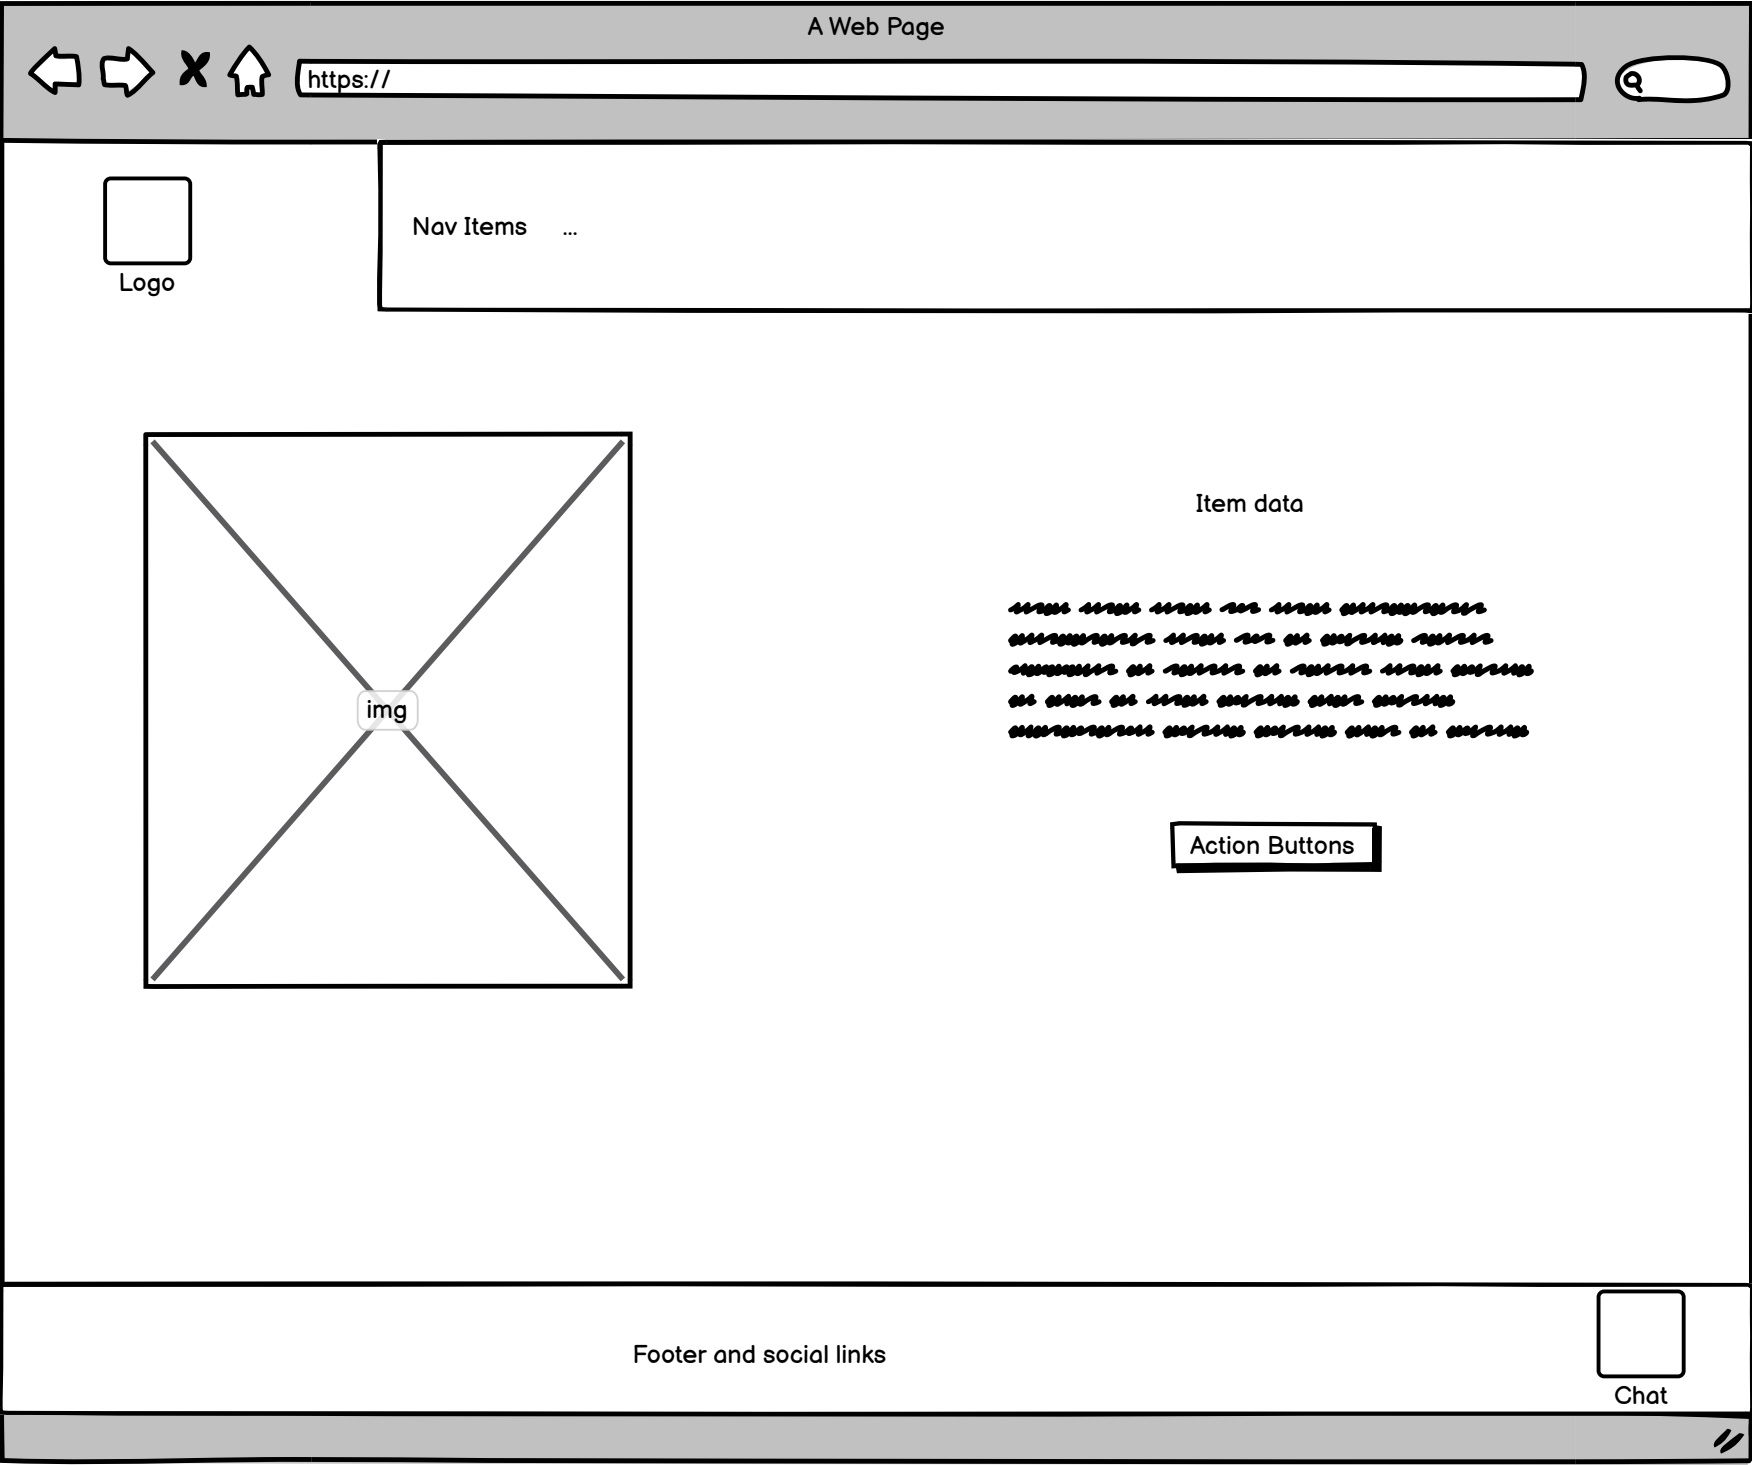 A Web Page
https://
Nav Items ...
Logo
Item data
img
Action Buttons
Footer and social links
Chat